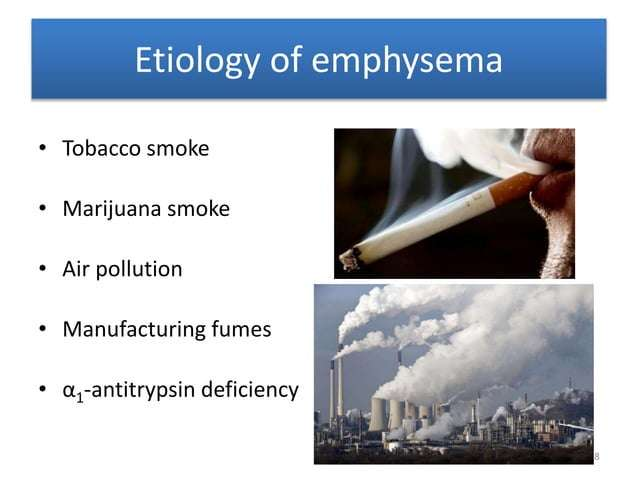 Etiology of emphysema
• Tobacco smoke
• Marijuana smoke
• Air pollution
• Manufacturing fumes
• α₁-antitrypsin deficiency
8